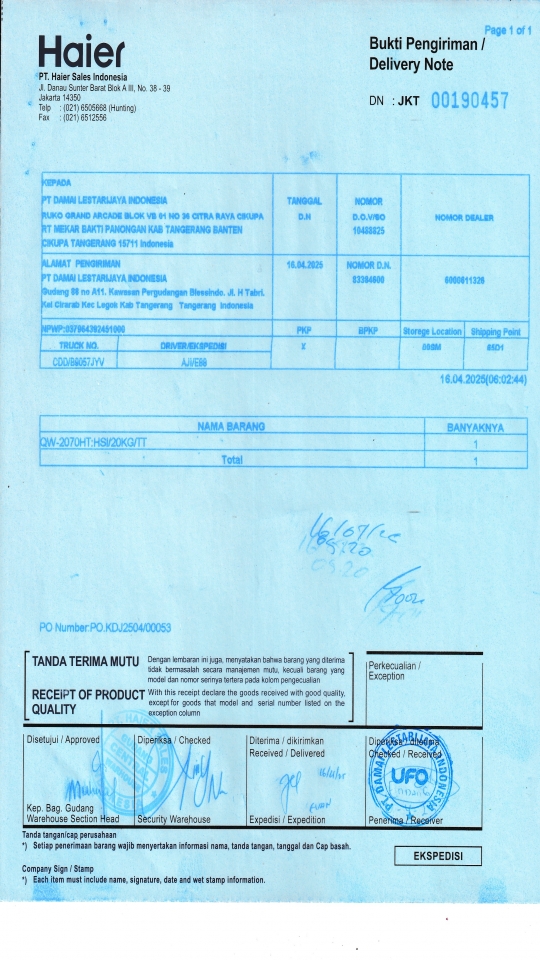 Page 1 of 1
Haier
Bukti Pengiriman /
Delivery Note
PT. Haier Sales Indonesia
Jl. Danau Sunter Barat Blok A III, No. 38 - 39
Jakarta 14350
Telp : (021) 6505668 (Hunting)
Fax : (021) 6512556
DN : JKT 00190457
KEPADA
PT DAMAI LESTARIJAYA INDONESIA
RUKO GRAND ARCADE BLOK VB 01 NO 36 CITRA RAYA CIKUPA
RT MEKAR BAKTI PANONGAN KAB TANGERANG BANTEN
CIKUPA TANGERANG 15711 Indonesia
TANGGAL
D.N
NOMOR
D.O.V/SO
10488825
NOMOR DEALER
ALAMAT PENGIRIMAN
PT DAMAI LESTARIJAYA INDONESIA
Gudang 88 no A11. Kawasan Pergudangan Blessindo. Jl. H Tabri.
Kel Cirarab Kec Legok Kab Tangerang Tangerang Indonesia
16.04.2025
NOMOR D.N.
6000611326
PKP
BPKP
Storege Location
Shipping Point
TRUCK NO.
DRIVER/EKSPEDISI
X
16.04.2025(06:02:44)
NAMA BARANG
BANYAKNYA
QW-2070HT:HSI/20KG/TT
1
Total
1
PO Number:PO.KDJ2504/00053
TANDA TERIMA MUTU
Dengan lembaran ini juga, menyatakan bahwa barang yang diterima
tidak bermasalah secara manajemen mutu, kecuali barang yang
model dan nomor serinya tertera pada kolom pengecualian
RECEIPT OF PRODUCT
QUALITY
With this receipt declare the goods received with good quality,
except for goods that model and serial number listed on the
exception column
Perkecualian /
Exception
Disetujui / Approved
Diperiksa / Checked
Diterima / dikirimkan
Received / Delivered
Diperiksa / diterima
Checked / Received
UFO
PT. DAMAI LESTARIJAYA INDONESIA
Kep. Bag. Gudang
Warehouse Section Head
Security Warehouse
Expedisi / Expedition
Penerima / Receiver
Tanda tangan/cap perusahaan
*) Setiap penerimaan barang wajib menyertakan informasi nama, tanda tangan, tanggal dan Cap basah.
EKSPEDISI
Company Sign / Stamp
*) Each item must include name, signature, date and wet stamp information.